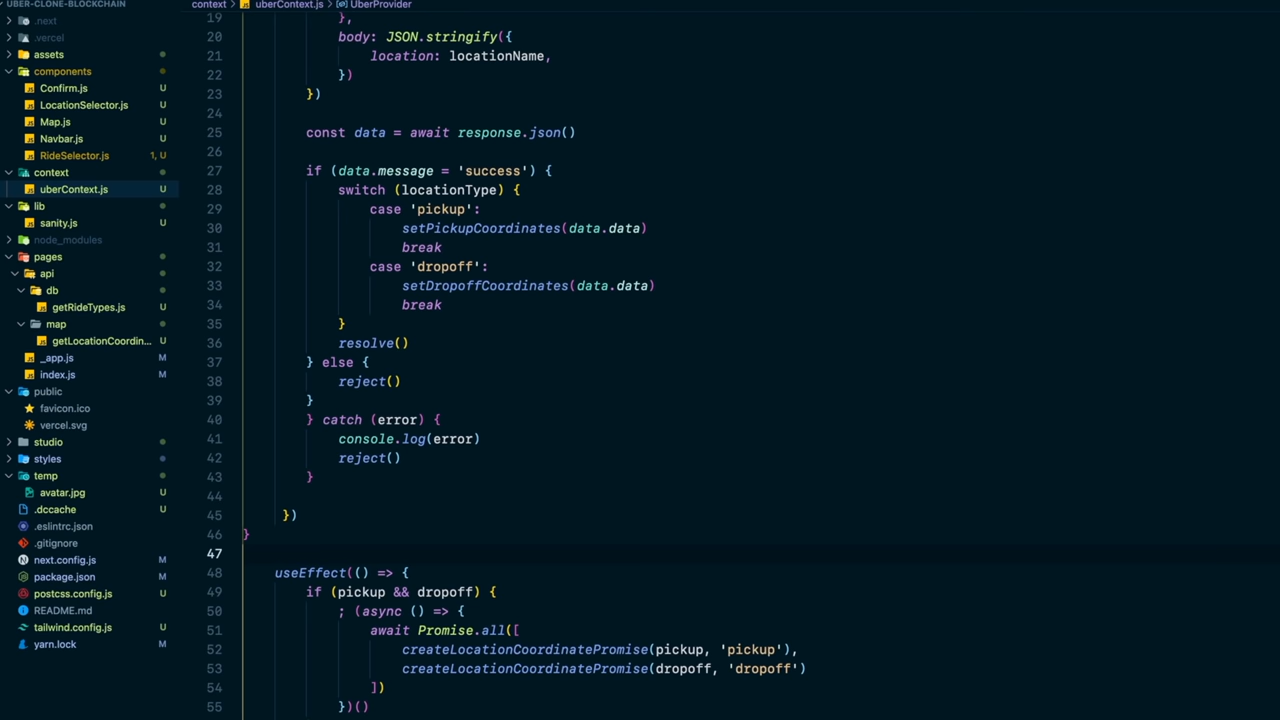 UBER-CLONE-BLOCKCHAIN
.next
.vercel
assets
components
Confirm.js U
LocationSelector.js U
Map.js U
Navbar.js U
RideSelector.js 1, U
context
uberContext.js U
lib
sanity.js U
node_modules
pages
api
db
getRideTypes.js U
map
getLocationCoordin... U
_app.js M
index.js M
public
favicon.ico
vercel.svg
studio
styles
temp
avatar.jpg U
.dccache U
.eslintrc.json
.gitignore
next.config.js M
package.json M
postcss.config.js U
README.md
tailwind.config.js U
yarn.lock M
context > uberContext.js > UberProvider
19 },
20 body: JSON.stringify({
21 location: locationName,
22 })
23 })
24
25 const data = await response.json()
26
27 if (data.message = 'success') {
28 switch (locationType) {
29 case 'pickup':
30 setPickupCoordinates(data.data)
31 break
32 case 'dropoff':
33 setDropoffCoordinates(data.data)
34 break
35 }
36 resolve()
37 } else {
38 reject()
39 }
40 } catch (error) {
41 console.log(error)
42 reject()
43 }
44
45 })
46 }
47
48 useEffect(() => {
49 if (pickup && dropoff) {
50 ; (async () => {
51 await Promise.all([
52 createLocationCoordinatePromise(pickup, 'pickup'),
53 createLocationCoordinatePromise(dropoff, 'dropoff')
54 ])
55 })()